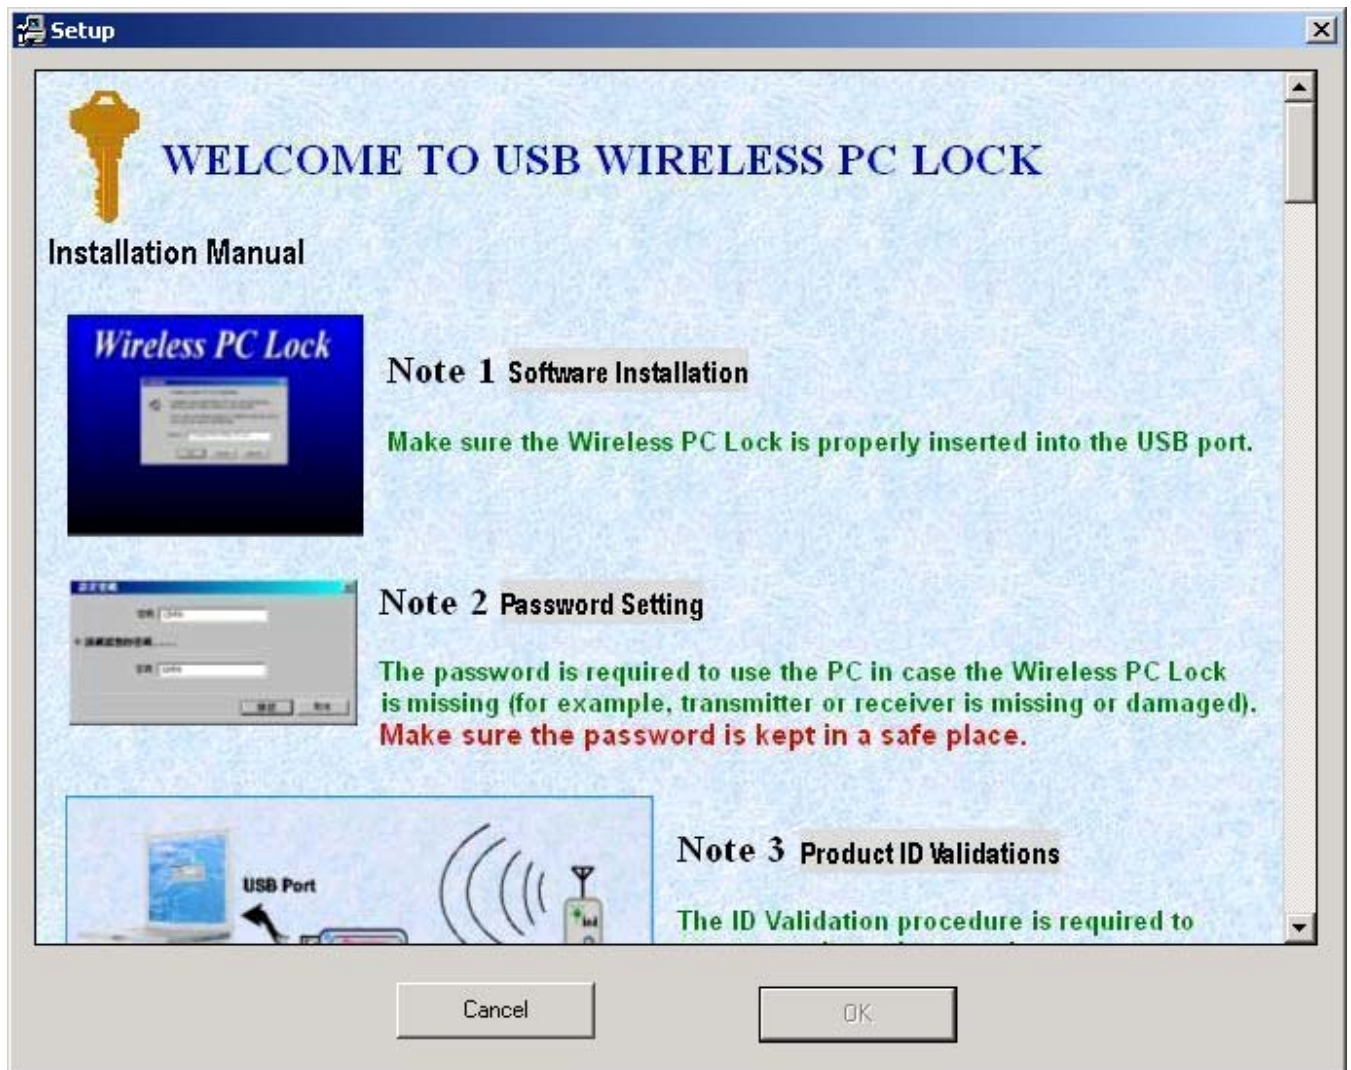 Setup
WELCOME TO USB WIRELESS PC LOCK
Installation Manual
Wireless PC Lock
Note 1 Software Installation
Make sure the Wireless PC Lock is properly inserted into the USB port.
Note 2 Password Setting
The password is required to use the PC in case the Wireless PC Lock
is missing (for example, transmitter or receiver is missing or damaged).
Make sure the password is kept in a safe place.
USB Port
Note 3 Product ID Validations
The ID Validation procedure is required to
Cancel
OK